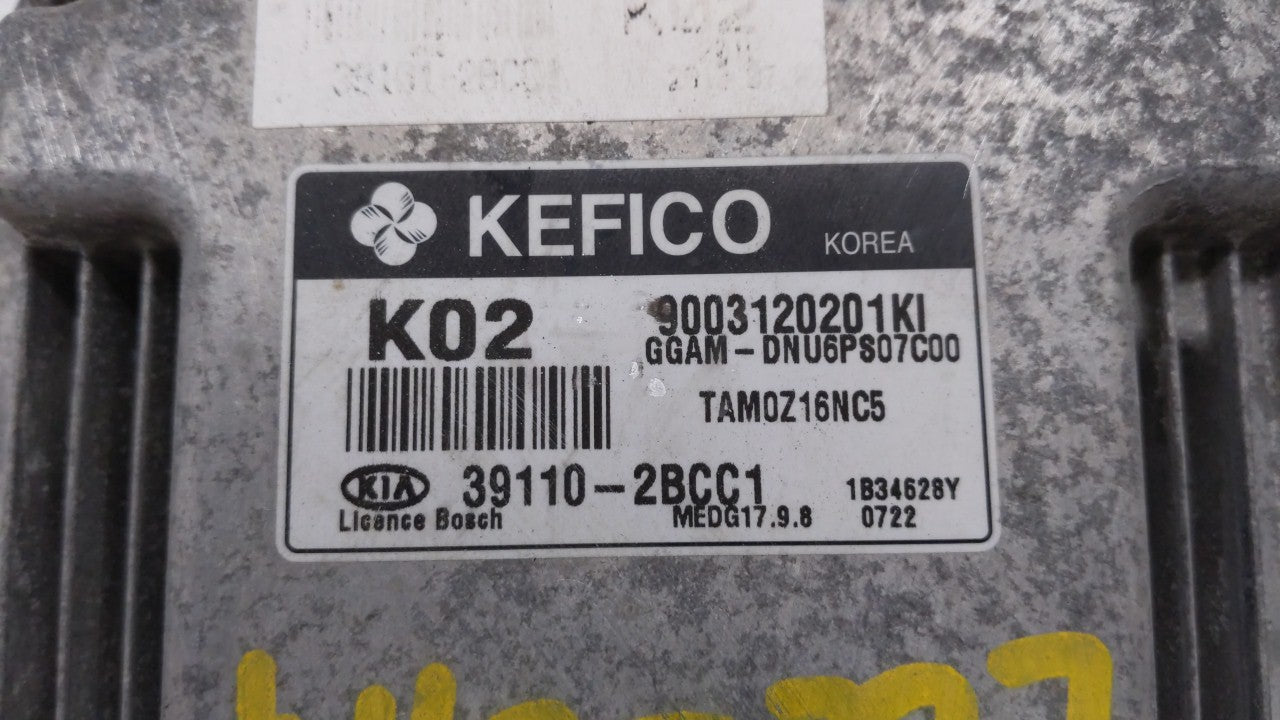 KEFICO KOREA
K02 9003120201KI
GGAM-DNU6PS07C00
TAM0Z16NC5
KIA 39110-2BCC1 1B34628Y
Licence Bosch MEDG17.9.8 0722